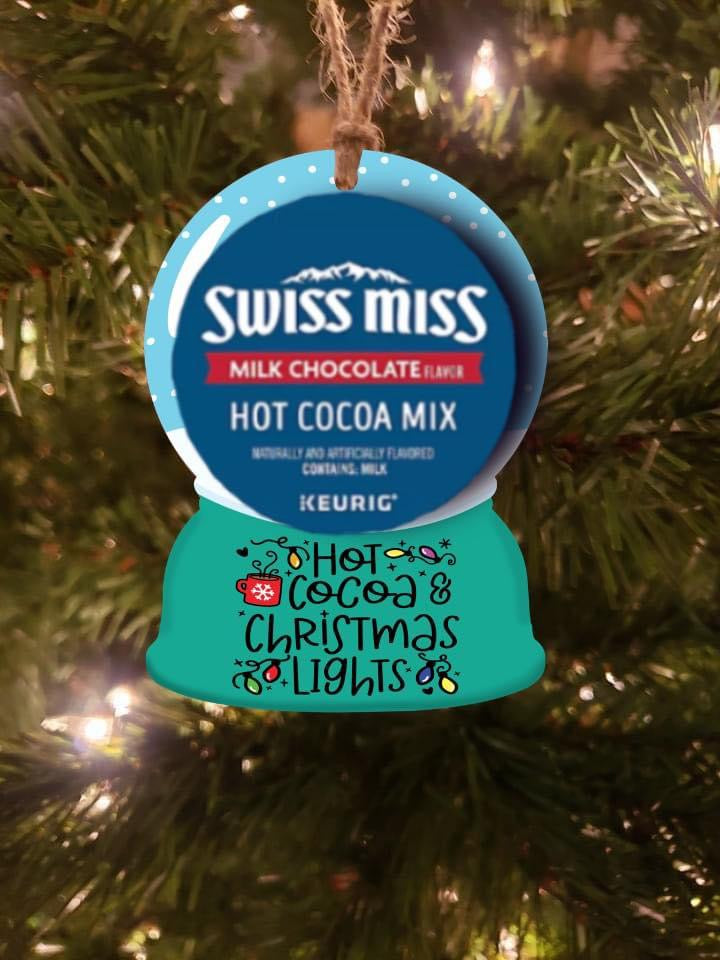 SWISS MISS
MILK CHOCOLATE FLAVOR
HOT COCOA MIX
NATURALLY AND ARTIFICIALLY FLAVORED
CONTAINS: MILK
KEURIG
HOT
COCOA &
CHRISTMAS
LIGHTS